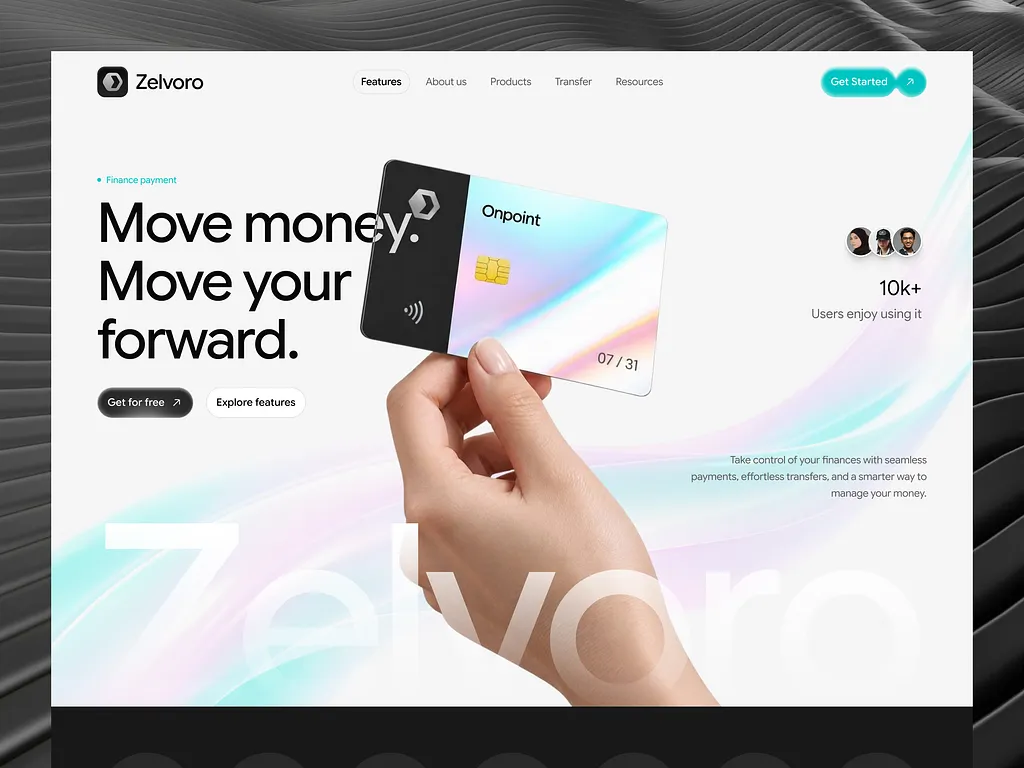 Zelvoro
Features
About us
Products
Transfer
Resources
Get Started
Finance payment
Move money.
Move your
forward.
Get for free
Explore features
Onpoint
07 / 31
10k+
Users enjoy using it
Take control of your finances with seamless
payments, effortless transfers, and a smarter way to
manage your money.
Zelvoro